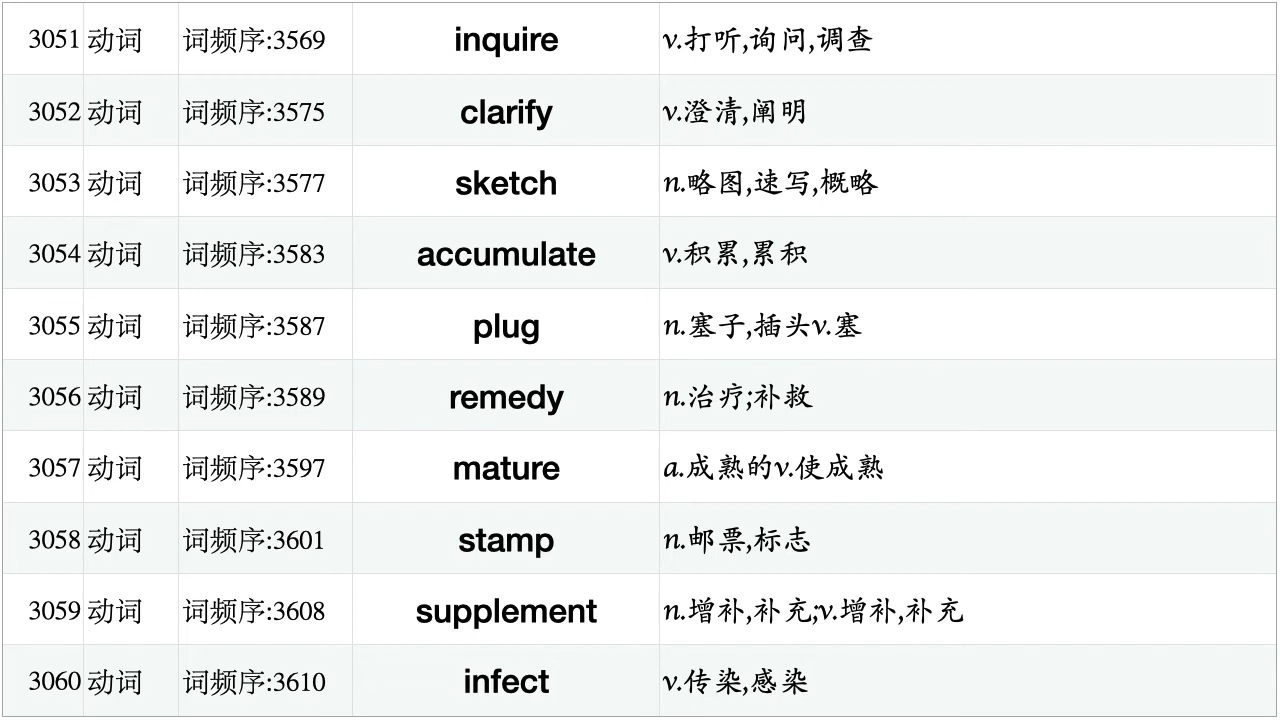 3051 动词 词频序:3569 inquire v.打听,询问,调查
3052 动词 词频序:3575 clarify v.澄清,阐明
3053 动词 词频序:3577 sketch n.略图,速写,概略
3054 动词 词频序:3583 accumulate v.积累,累积
3055 动词 词频序:3587 plug n.塞子,插头v.塞
3056 动词 词频序:3589 remedy n.治疗;补救
3057 动词 词频序:3597 mature a.成熟的v.使成熟
3058 动词 词频序:3601 stamp n.邮票,标志
3059 动词 词频序:3608 supplement n.增补,补充;v.增补,补充
3060 动词 词频序:3610 infect v.传染,感染